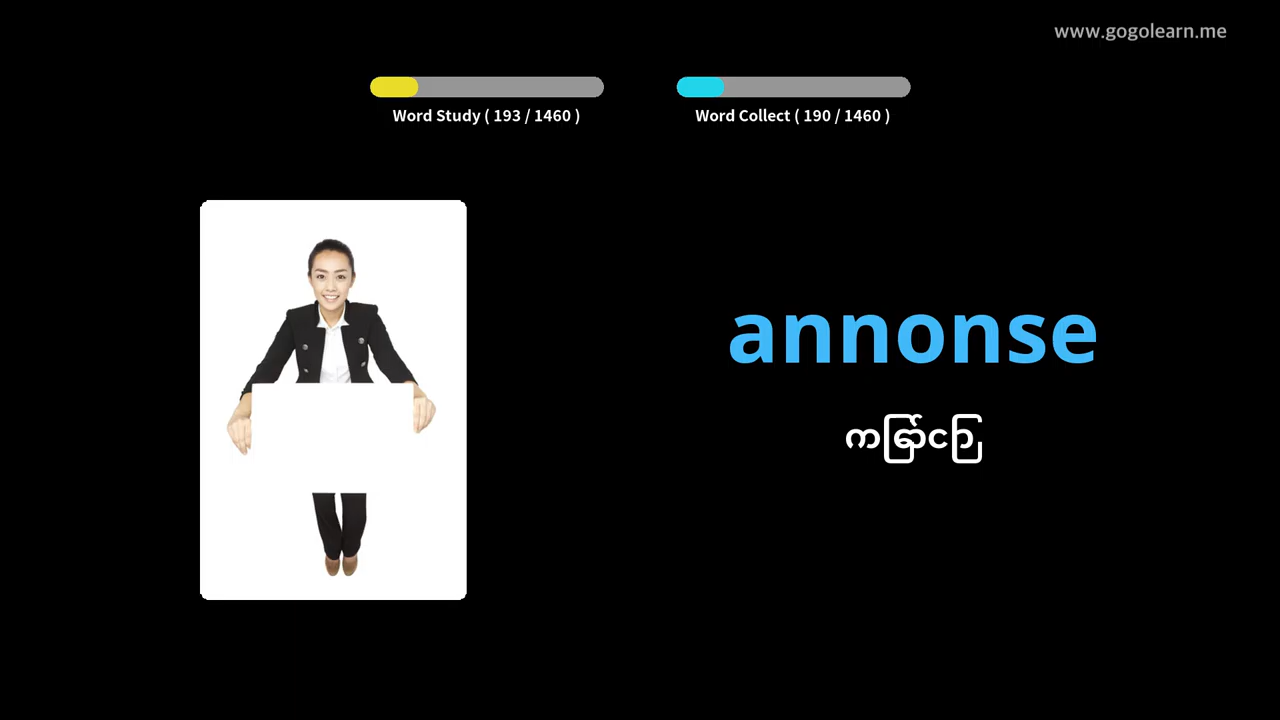 www.gogolearn.me
Word Study ( 193 / 1460 )
Word Collect ( 190 / 1460 )
annonse
ကြော်ငြာ